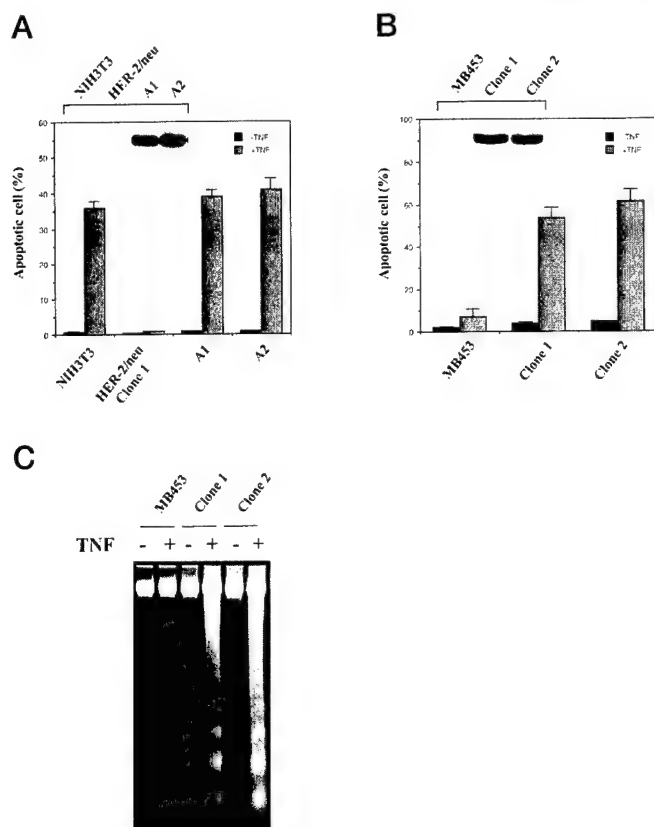 A
NIH3T3
HER-2/neu
A1
A2
60
50
40
30
20
10
0
Apoptotic cell (%)
-TNF
+TNF
NIH3T3
HER-2/neu
Clone 1
A1
A2
B
MB453
Clone 1
Clone 2
100
80
60
40
20
0
Apoptotic cell (%)
-TNF
+TNF
MB453
Clone 1
Clone 2
C
MB453
Clone 1
Clone 2
TNF - + - + - +